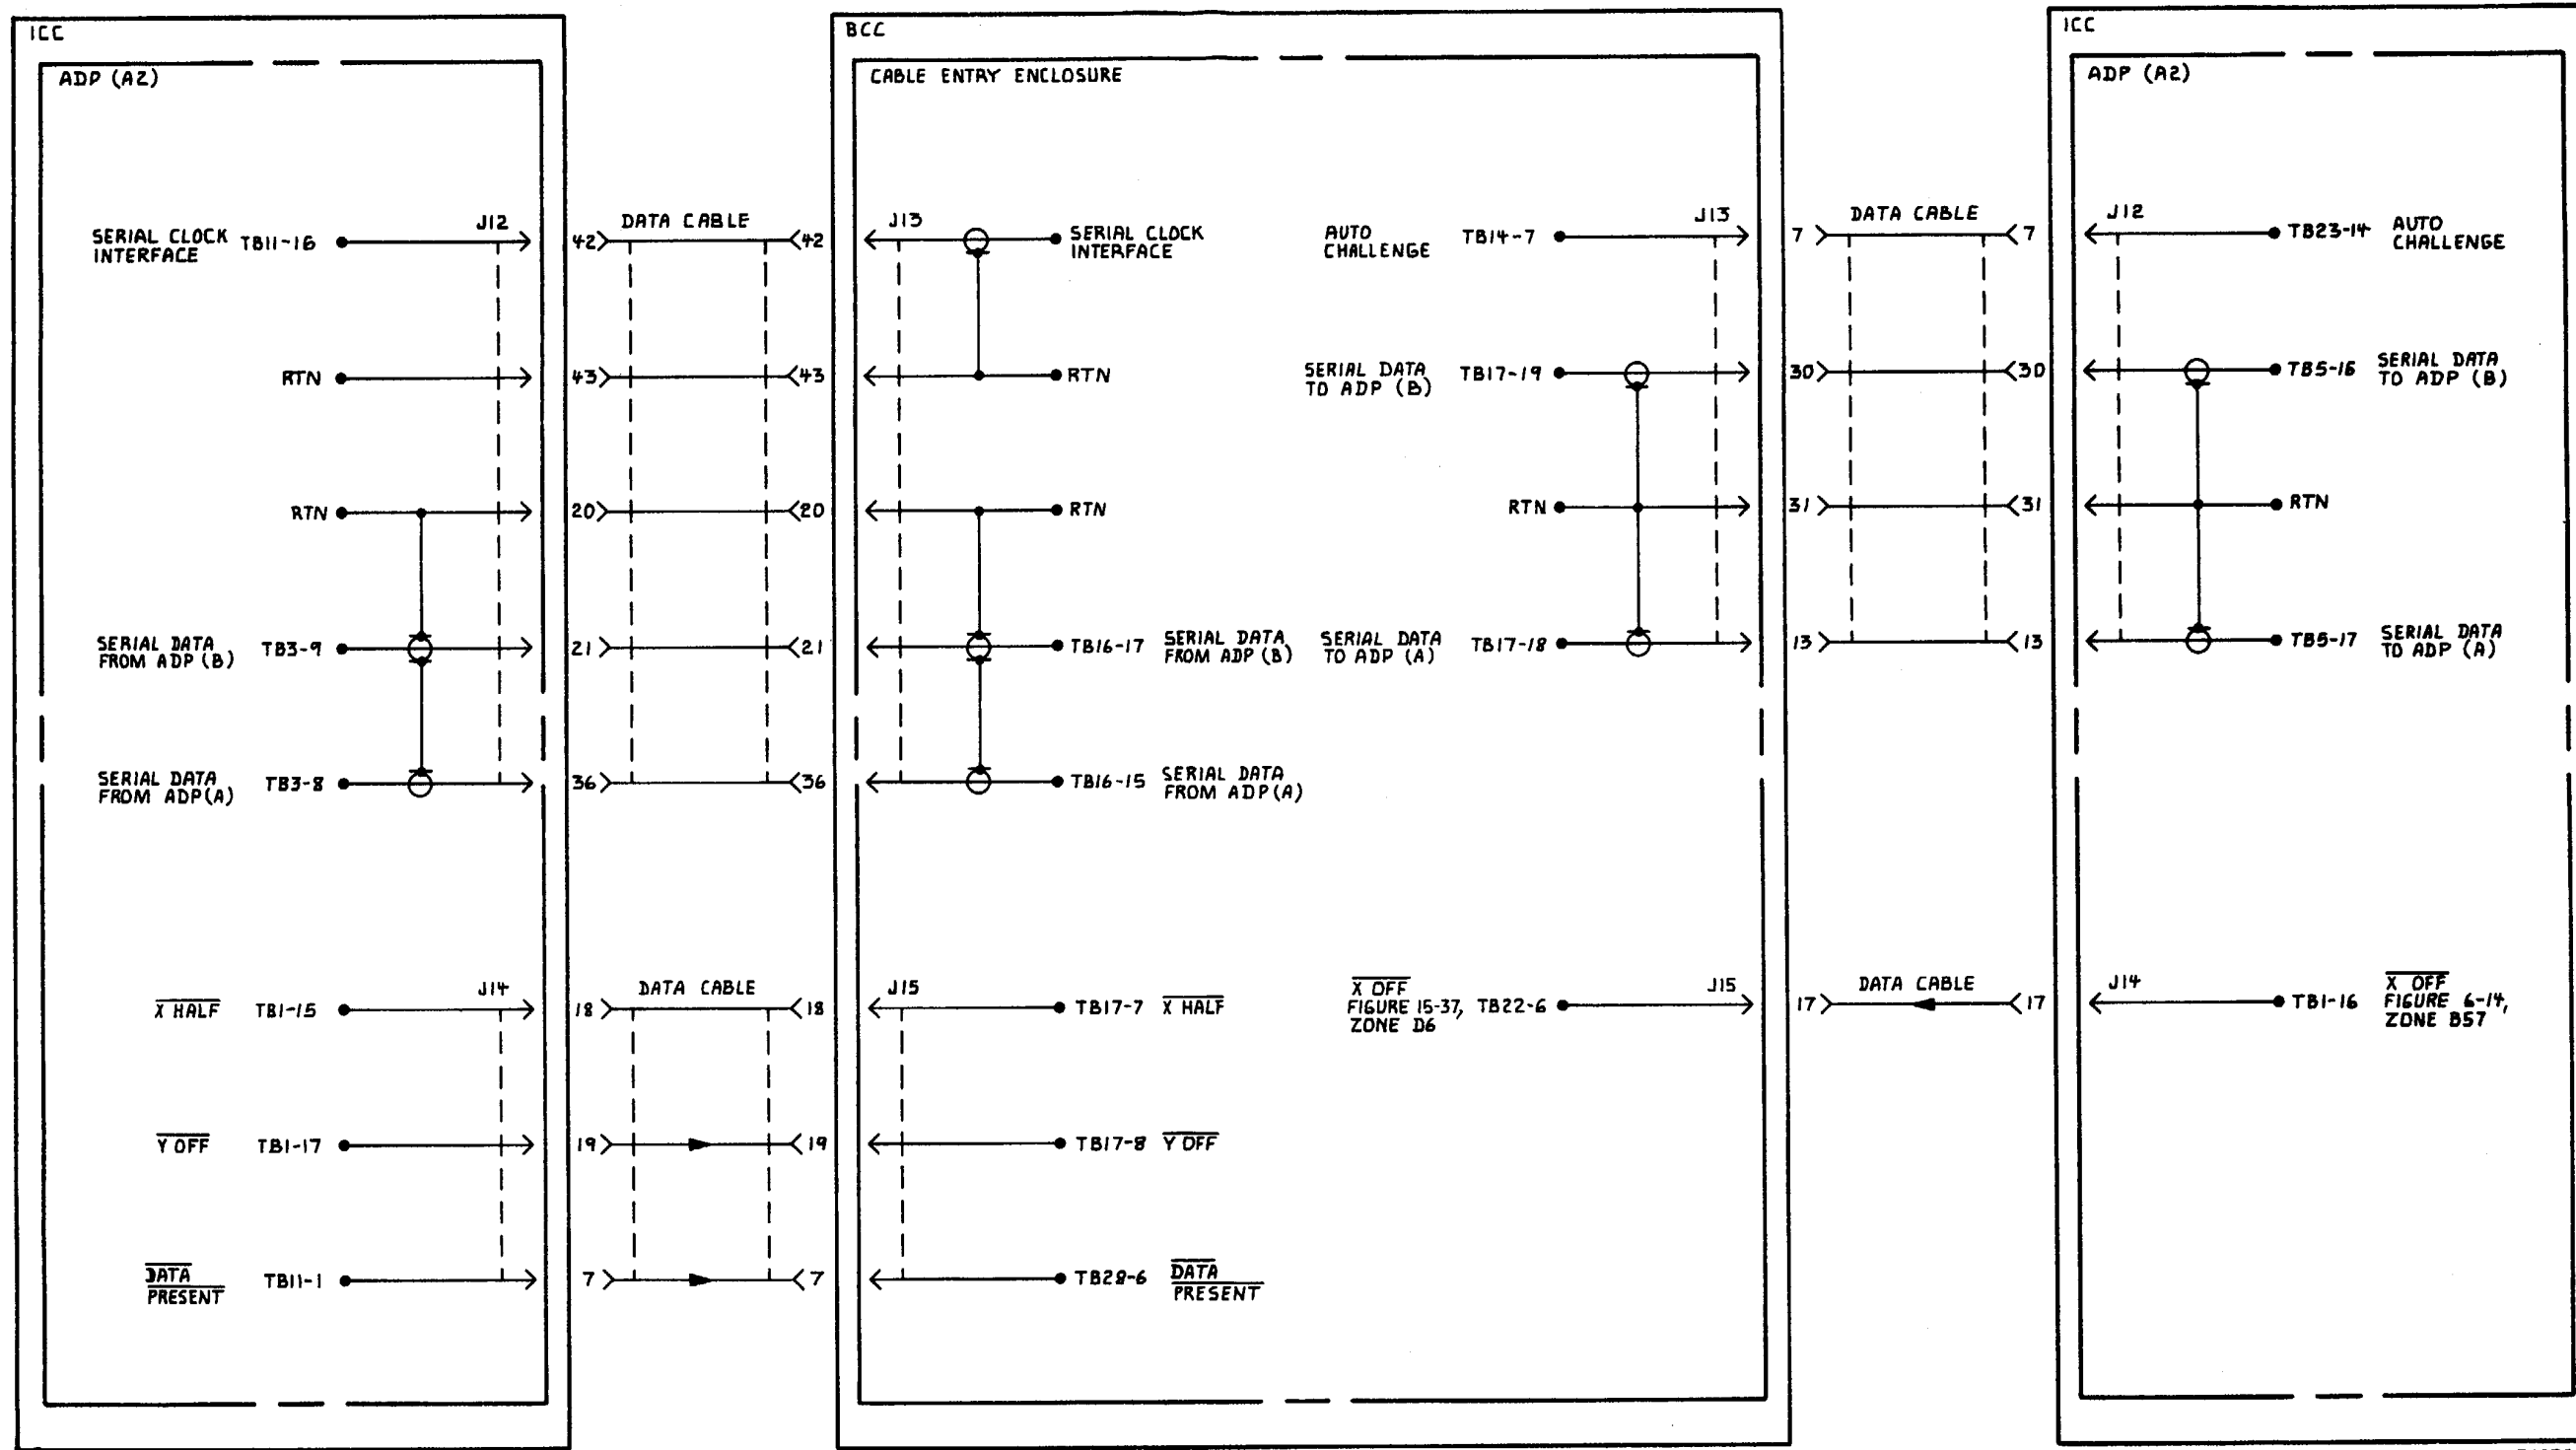 ICC
ADP (A2)
SERIAL CLOCK
INTERFACE
TB11-16
J12
RTN
RTN
SERIAL DATA
FROM ADP (B)
TB3-9
SERIAL DATA
FROM ADP(A)
TB3-8
X HALF
TB1-15
J14
Y OFF
TB1-17
DATA
PRESENT
TB11-1
DATA CABLE
42 42
43 43
20 20
21 21
36 36
DATA CABLE
18 18
19 19
7 7
BCC
CABLE ENTRY ENCLOSURE
J13
SERIAL CLOCK
INTERFACE
RTN
RTN
TB16-17
SERIAL DATA
FROM ADP (B)
TB16-15
SERIAL DATA
FROM ADP(A)
J15
TB17-7
X HALF
TB17-8
Y OFF
TB28-6
DATA
PRESENT
AUTO
CHALLENGE
TB14-7
J13
SERIAL DATA
TO ADP (B)
TB17-19
RTN
SERIAL DATA
TO ADP (A)
TB17-18
X OFF
FIGURE 15-37,
ZONE D6
TB22-6
J15
DATA CABLE
7 7
30 30
31 31
13 13
DATA CABLE
17 17
ICC
ADP (A2)
J12
TB23-14
AUTO
CHALLENGE
TB5-16
SERIAL DATA
TO ADP (B)
RTN
TB5-17
SERIAL DATA
TO ADP (A)
J14
TB1-16
X OFF
FIGURE 6-14,
ZONE B57